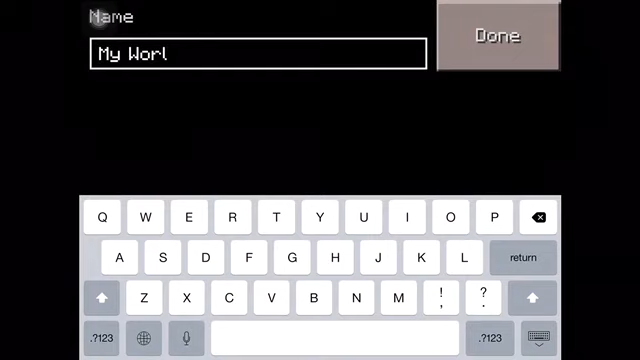 Name
My Worl
Done
Q W E R T Y U I O P
A S D F G H J K L return
Z X C V B N M ! , ? .
.?123 .?123